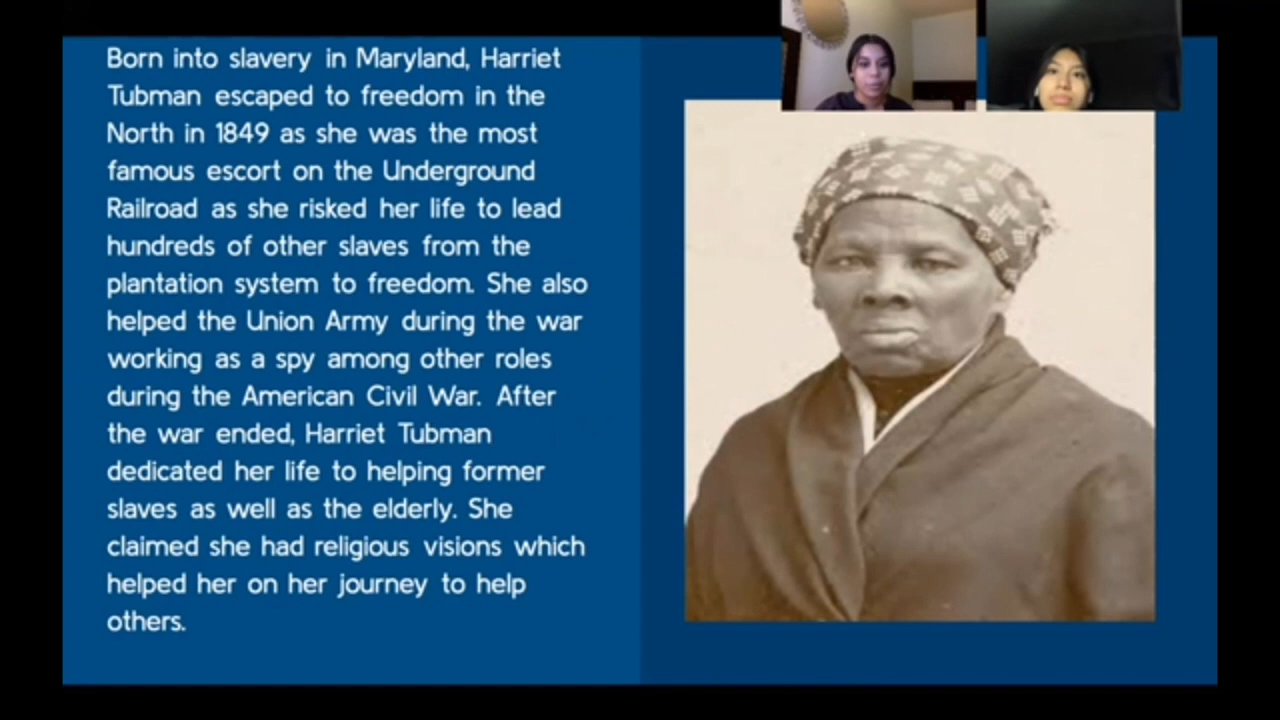 Born into slavery in Maryland, Harriet
Tubman escaped to freedom in the
North in 1849 as she was the most
famous escort on the Underground
Railroad as she risked her life to lead
hundreds of other slaves from the
plantation system to freedom. She also
helped the Union Army during the war
working as a spy among other roles
during the American Civil War. After
the war ended, Harriet Tubman
dedicated her life to helping former
slaves as well as the elderly. She
claimed she had religious visions which
helped her on her journey to help
others.